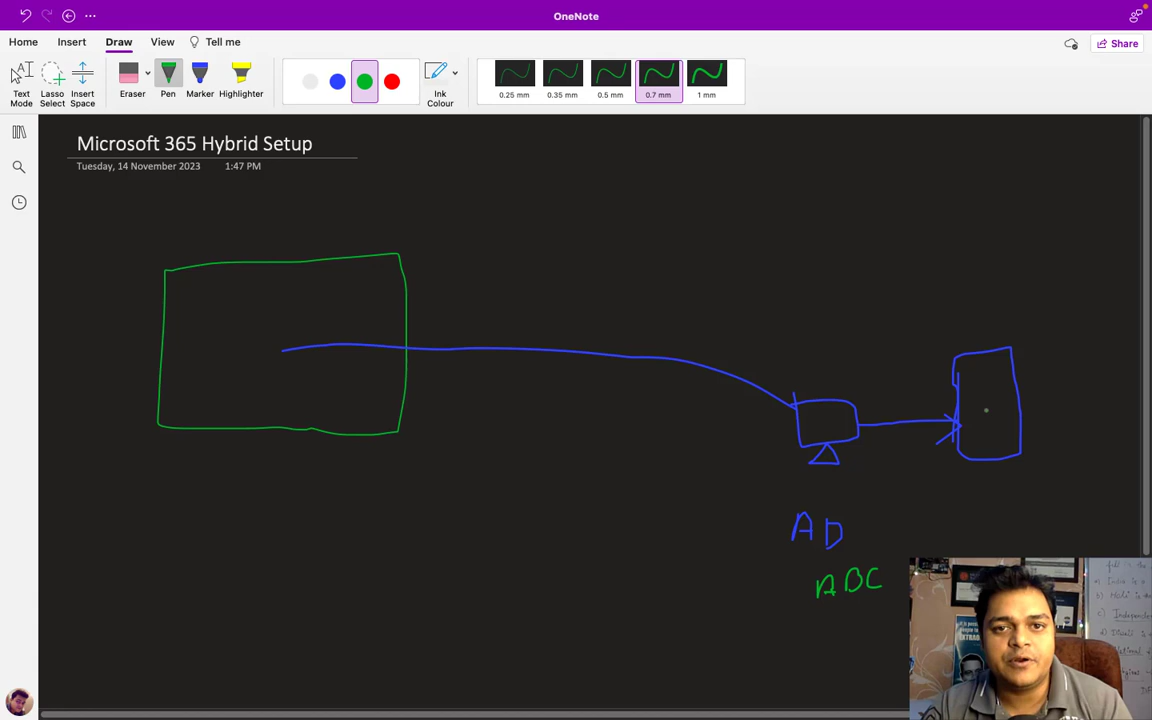 OneNote
Home Insert Draw View Tell me
Share
Text Mode
Lasso Select
Insert Space
Eraser
Pen
Marker
Highlighter
Ink Colour
0.25 mm
0.35 mm
0.5 mm
0.7 mm
1 mm
Microsoft 365 Hybrid Setup
Tuesday, 14 November 2023 1:47 PM
AD
ABC